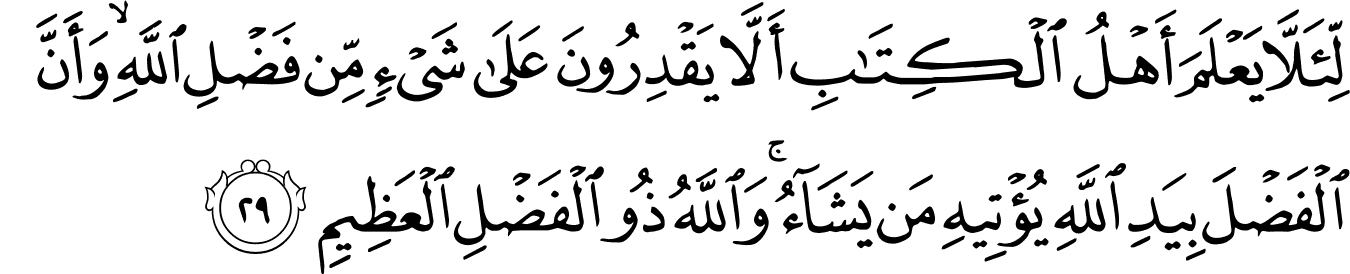 لِّئَلَّا يَعۡلَمَ أَهۡلُ ٱلۡكِتَٰبِ أَلَّا يَقۡدِرُونَ عَلَىٰ شَيۡءٖ مِّن فَضۡلِ ٱللَّهِۙ وَأَنَّ
ٱلۡفَضۡلَ بِيَدِ ٱللَّهِ يُؤۡتِيهِ مَن يَشَآءُۚ وَٱللَّهُ ذُو ٱلۡفَضۡلِ ٱلۡعَظِيمِ ٢٩